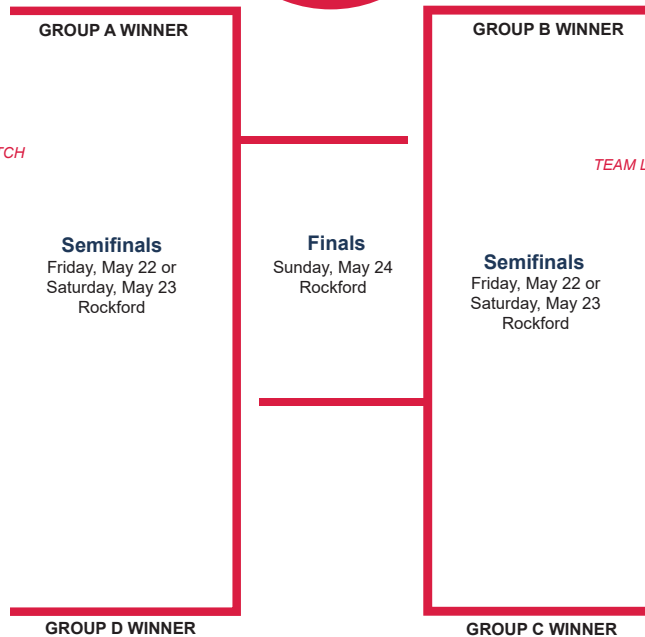 GROUP A WINNER
GROUP B WINNER
TEAM
Semifinals
Friday, May 22 or
Saturday, May 23
Rockford
Finals
Sunday, May 24
Rockford
Semifinals
Friday, May 22 or
Saturday, May 23
Rockford
GROUP D WINNER
GROUP C WINNER